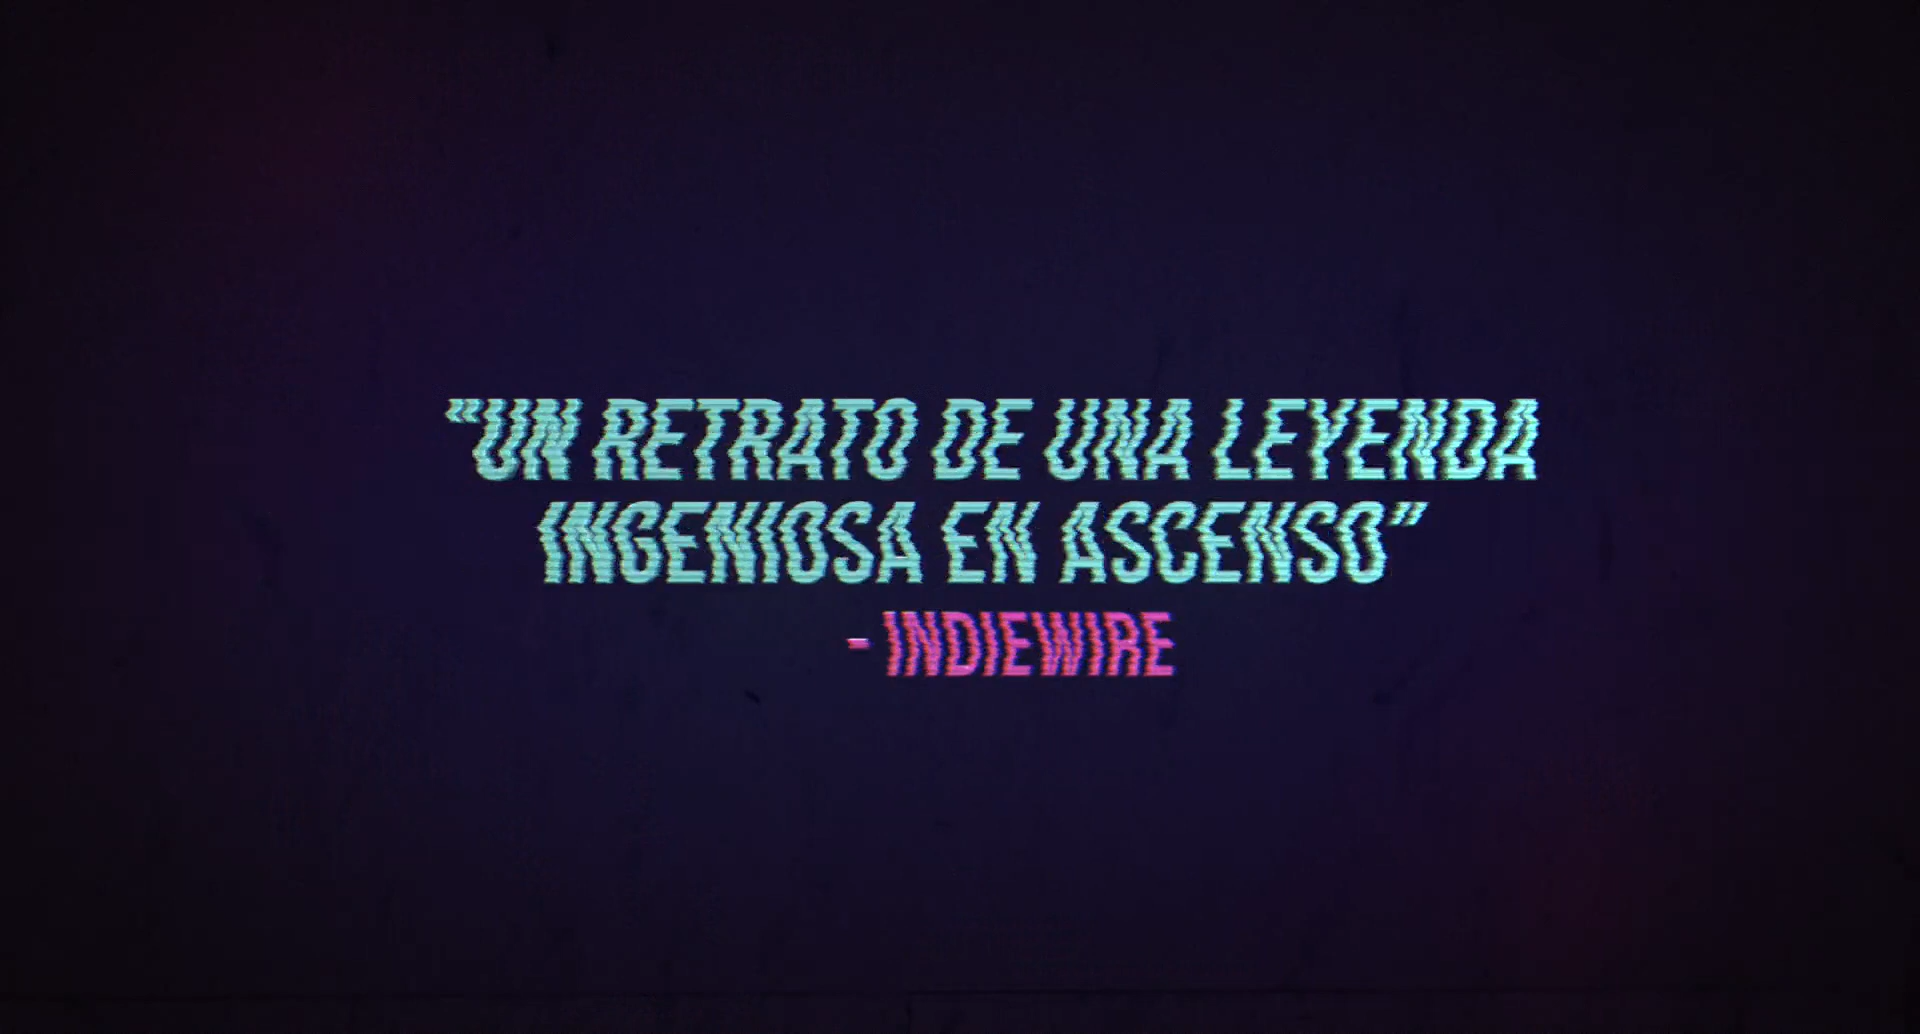 "UN RETRATO DE UNA LEYENDA
INGENIOSA EN ASCENSO"
- INDIEWIRE